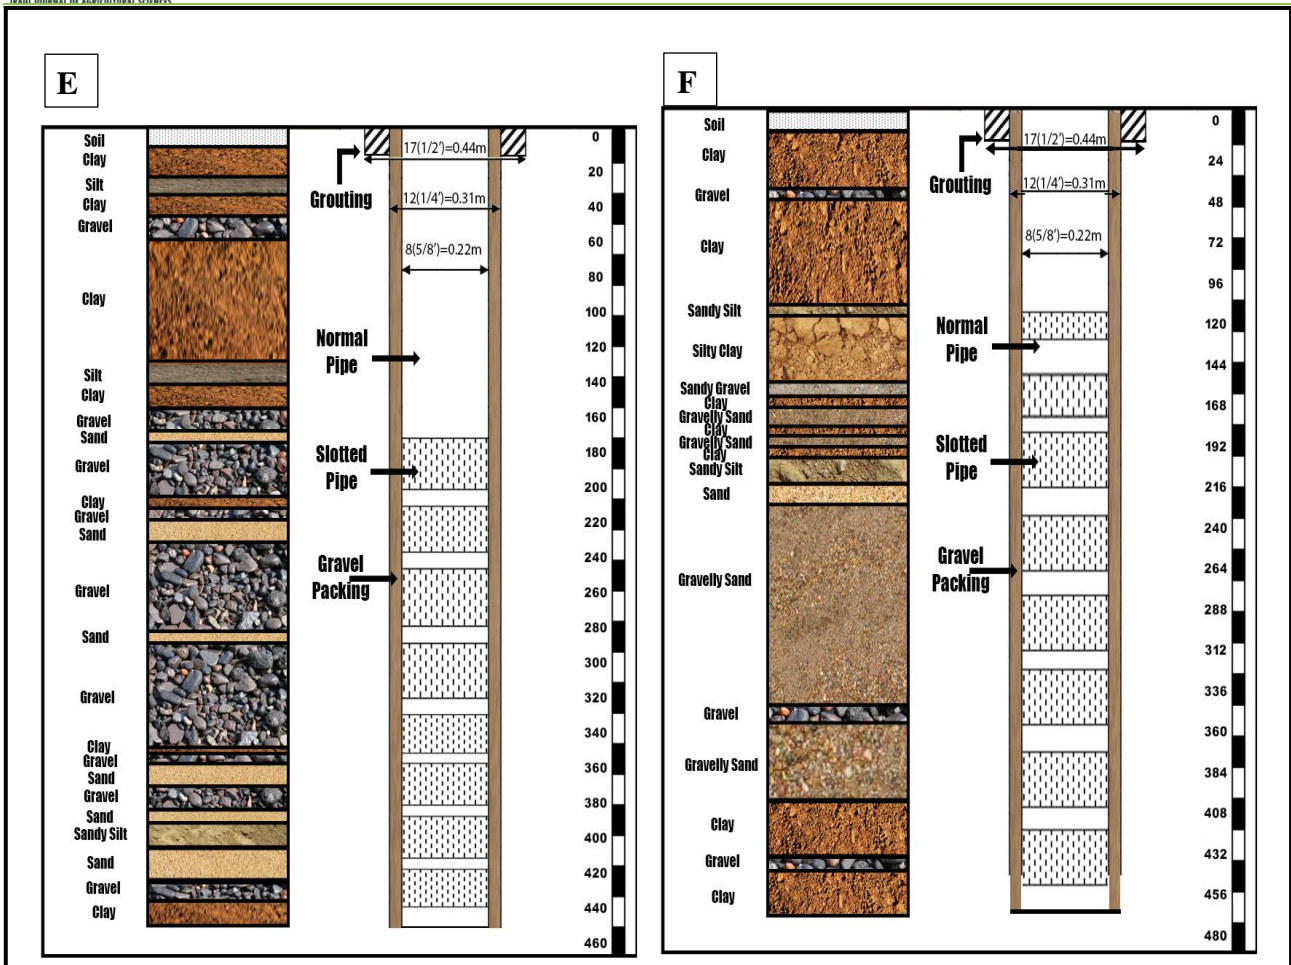 IRAQI JOURNAL OF AGRICULTURAL SCIENCES
E
Soil
Clay
Silt
Clay
Gravel
Clay
Silt
Clay
Gravel
Sand
Gravel
Clay
Gravel
Sand
Gravel
Sand
Gravel
Clay
Gravel
Sand
Gravel
Sand
Sandy Silt
Sand
Gravel
Clay
17(1/2')=0.44m
Grouting
12(1/4')=0.31m
8(5/8')=0.22m
Normal
Pipe
Slotted
Pipe
Gravel
Packing
0
20
40
60
80
100
120
140
160
180
200
220
240
260
280
300
320
340
360
380
400
420
440
460
F
Soil
Clay
Gravel
Clay
Sandy Silt
Silty Clay
Sandy Gravel
Clay
Gravelly Sand
Clay
Gravelly Sand
Clay
Sandy Silt
Sand
Gravelly Sand
Gravel
Gravelly Sand
Clay
Gravel
Clay
17(1/2')=0.44m
Grouting
12(1/4')=0.31m
8(5/8')=0.22m
Normal
Pipe
Slotted
Pipe
Gravel
Packing
0
24
48
72
96
120
144
168
192
216
240
264
288
312
336
360
384
408
432
456
480